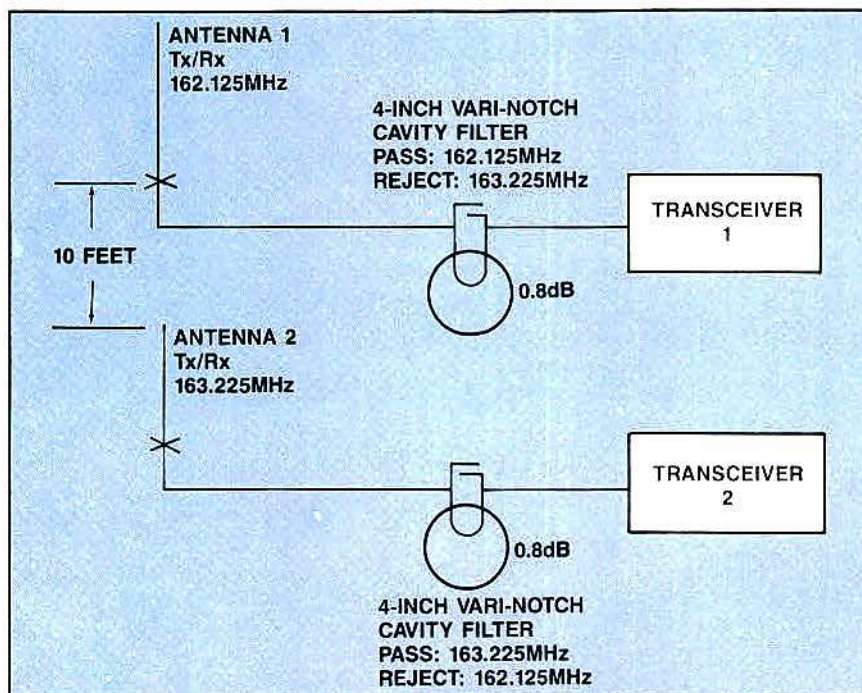 ANTENNA 1
Tx/Rx
162.125MHz
4-INCH VARI-NOTCH
CAVITY FILTER
PASS: 162.125MHz
REJECT: 163.225MHz
TRANSCEIVER
1
10 FEET
0.8dB
ANTENNA 2
Tx/Rx
163.225MHz
TRANSCEIVER
2
0.8dB
4-INCH VARI-NOTCH
CAVITY FILTER
PASS: 163.225MHz
REJECT: 162.125MHz